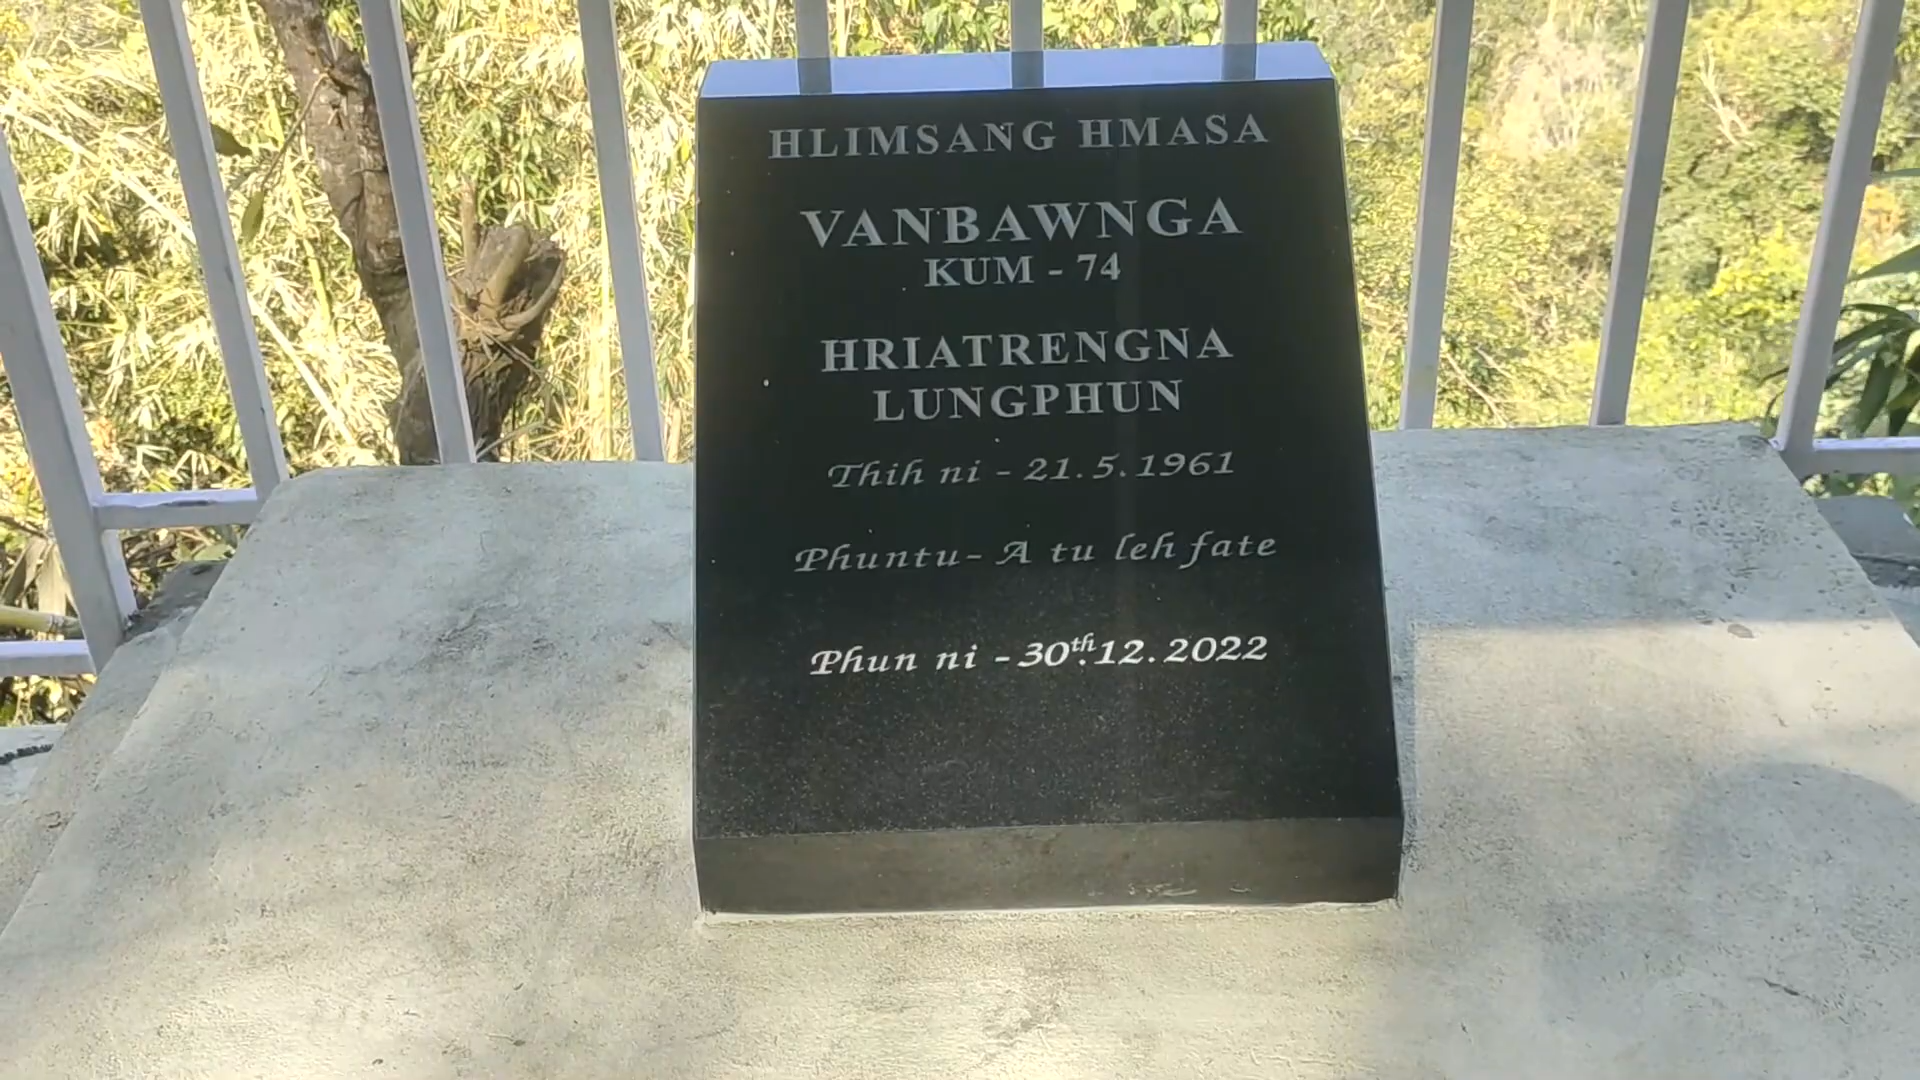 HLIMSANG HMASA
VANBAWNGA
KUM - 74
HRIATRENGNA
LUNGPHUN
Thih ni - 21.5.1961
Phuntu- A tu leh fate
Phun ni - 30th.12.2022